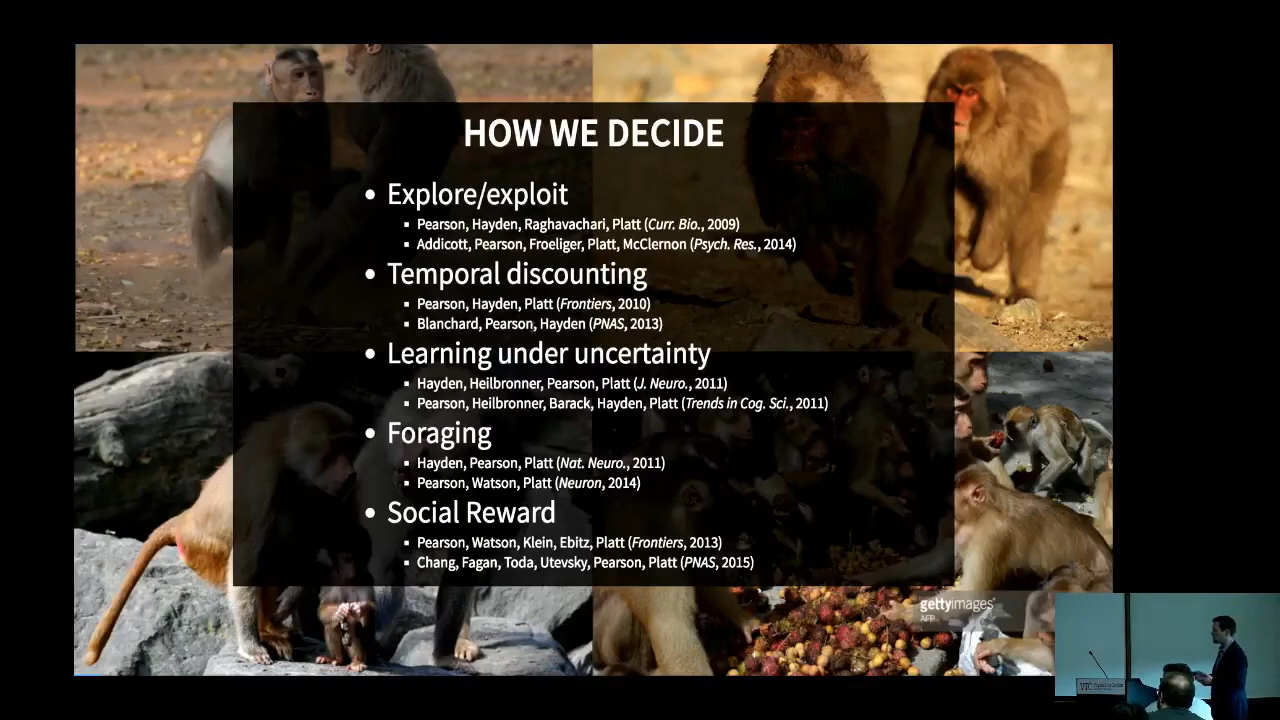 HOW WE DECIDE
• Explore/exploit
▪ Pearson, Hayden, Raghavachari, Platt (Curr. Bio., 2009)
▪ Addicott, Pearson, Froeliger, Platt, McClernon (Psych. Res., 2014)
• Temporal discounting
▪ Pearson, Hayden, Platt (Frontiers, 2010)
▪ Blanchard, Pearson, Hayden (PNAS, 2013)
• Learning under uncertainty
▪ Hayden, Heilbronner, Pearson, Platt (J. Neuro., 2011)
▪ Pearson, Heilbronner, Barack, Hayden, Platt (Trends in Cog. Sci., 2011)
• Foraging
▪ Hayden, Pearson, Platt (Nat. Neuro., 2011)
▪ Pearson, Watson, Platt (Neuron, 2014)
• Social Reward
▪ Pearson, Watson, Klein, Ebitz, Platt (Frontiers, 2013)
▪ Chang, Fagan, Toda, Utevsky, Pearson, Platt (PNAS, 2015)
gettyimages®
AFP
VTC